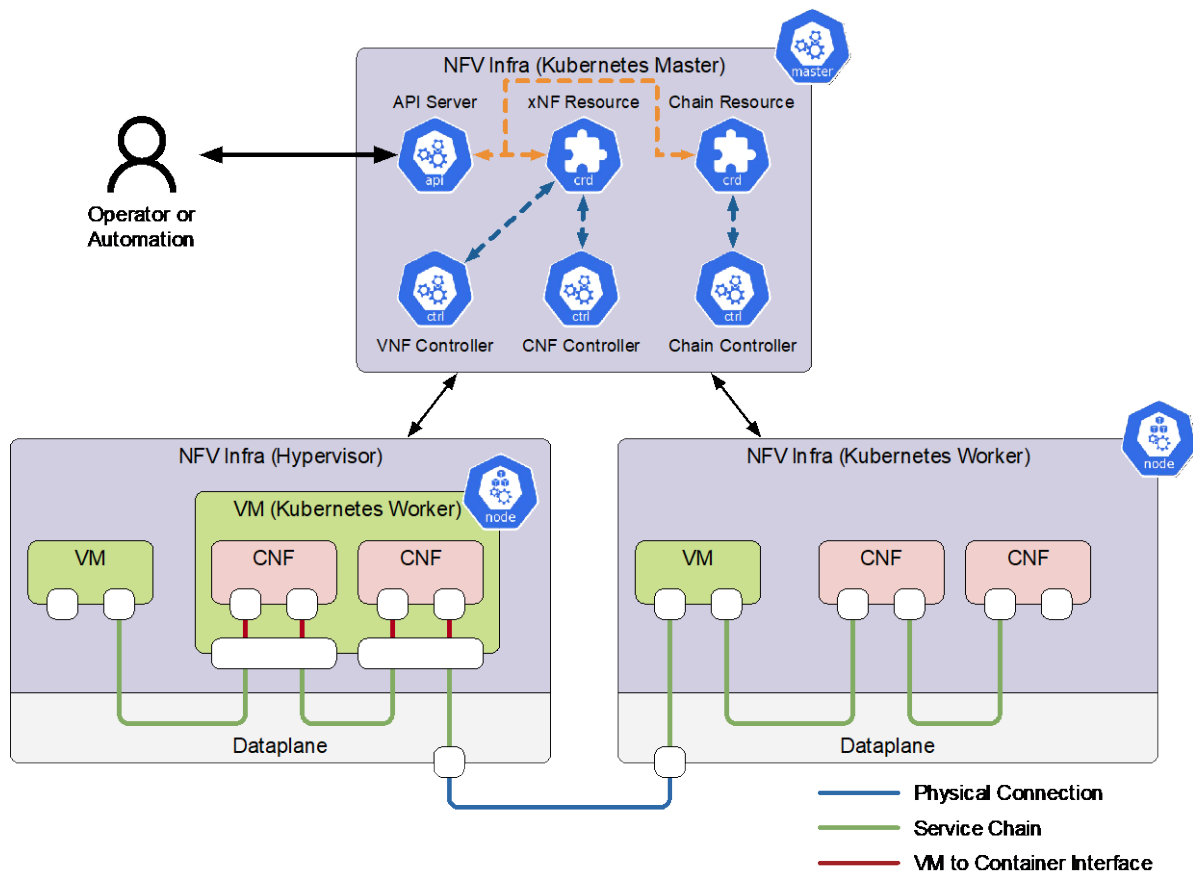 master
NFV Infra (Kubernetes Master)
API Server
xNF Resource
Chain Resource
api
crd
crd
Operator or
Automation
ctrl
ctrl
ctrl
VNF Controller
CNF Controller
Chain Controller
NFV Infra (Hypervisor)
node
VM (Kubernetes Worker)
VM
CNF
CNF
Dataplane
NFV Infra (Kubernetes Worker)
node
VM
CNF
CNF
Dataplane
Physical Connection
Service Chain
VM to Container Interface